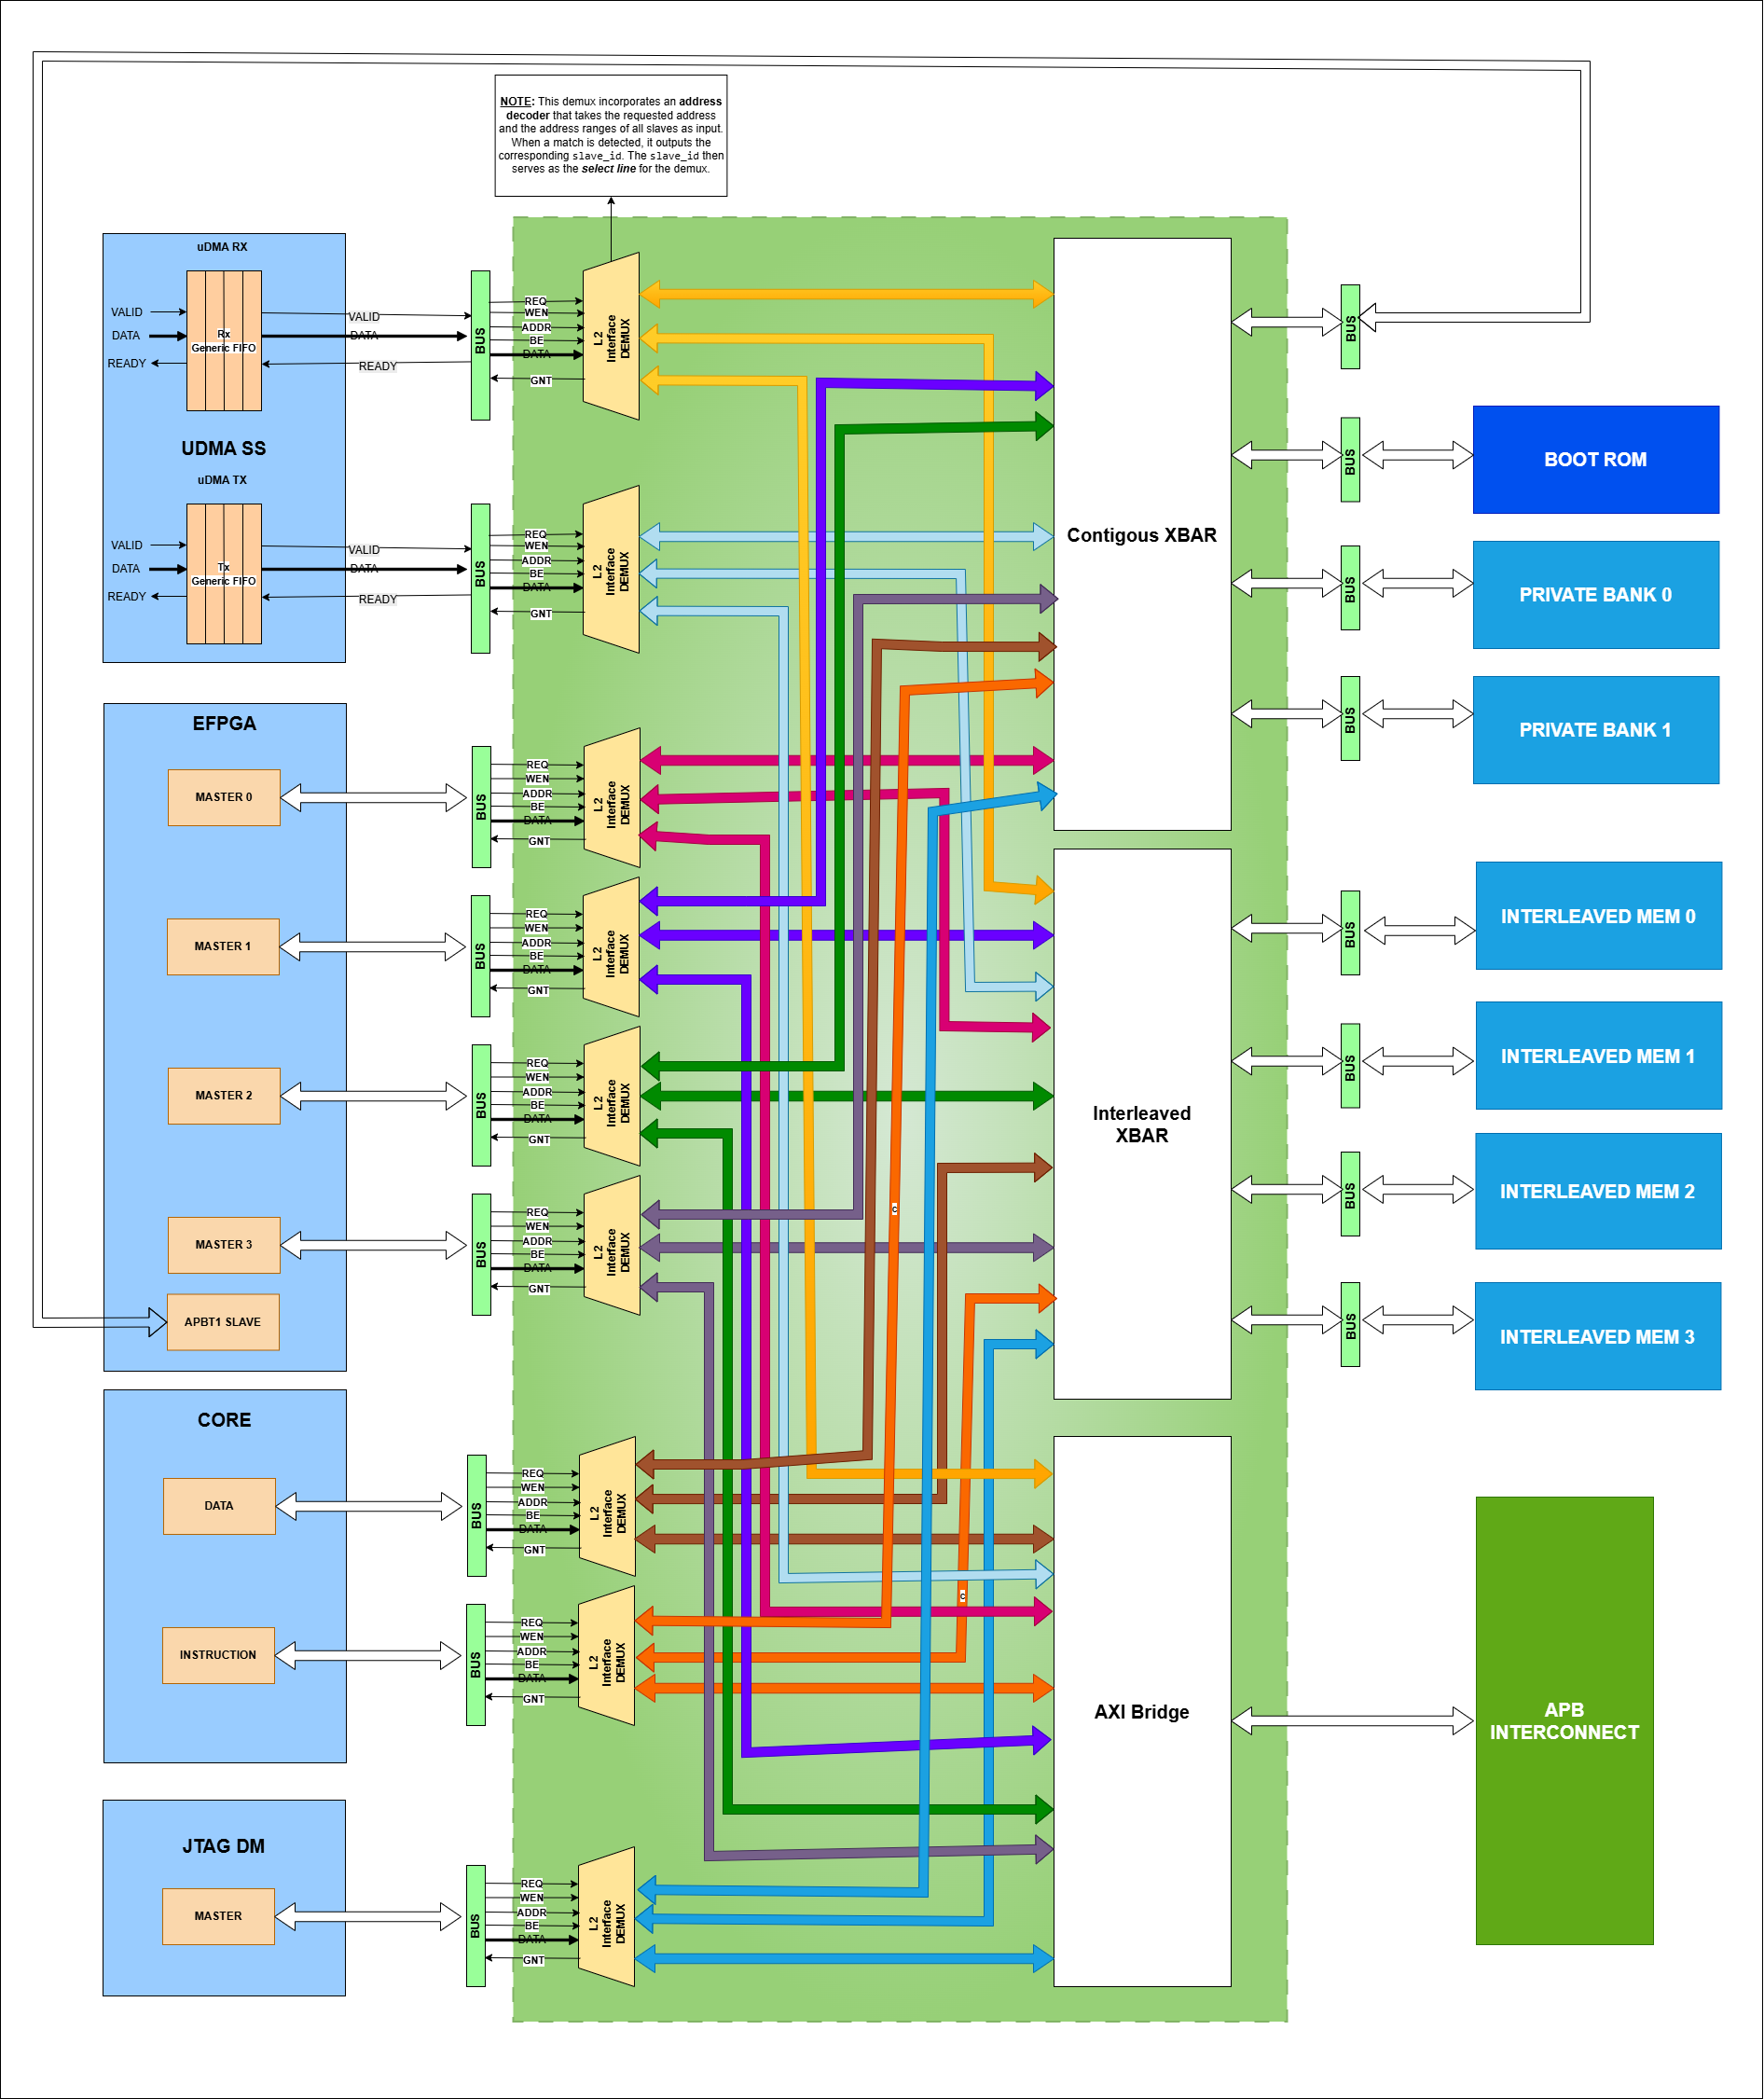 NOTE: This demux incorporates an address
decoder that takes the requested address
and the address ranges of all slaves as input.
When a match is detected, it outputs the
corresponding slave_id. The slave_id then
serves as the select line for the demux.
uDMA RX
VALID
DATA
READY
Rx
Generic FIFO
VALID
DATA
READY
BUS
REQ
WEN
ADDR
BE
DATA
GNT
L2
Interface
DEMUX
UDMA SS
uDMA TX
VALID
DATA
READY
Tx
Generic FIFO
VALID
DATA
READY
BUS
REQ
WEN
ADDR
BE
DATA
GNT
L2
Interface
DEMUX
EFPGA
MASTER 0
BUS
REQ
WEN
ADDR
BE
DATA
GNT
L2
Interface
DEMUX
MASTER 1
BUS
REQ
WEN
ADDR
BE
DATA
GNT
L2
Interface
DEMUX
MASTER 2
BUS
REQ
WEN
ADDR
BE
DATA
GNT
L2
Interface
DEMUX
MASTER 3
BUS
REQ
WEN
ADDR
BE
DATA
GNT
L2
Interface
DEMUX
APBT1 SLAVE
CORE
DATA
BUS
REQ
WEN
ADDR
BE
DATA
GNT
L2
Interface
DEMUX
INSTRUCTION
BUS
REQ
WEN
ADDR
BE
DATA
GNT
L2
Interface
DEMUX
JTAG DM
MASTER
BUS
REQ
WEN
ADDR
BE
DATA
GNT
L2
Interface
DEMUX
C
C
Contigous XBAR
Interleaved
XBAR
AXI Bridge
BUS
BUS
BOOT ROM
BUS
PRIVATE BANK 0
BUS
PRIVATE BANK 1
BUS
INTERLEAVED MEM 0
BUS
INTERLEAVED MEM 1
BUS
INTERLEAVED MEM 2
BUS
INTERLEAVED MEM 3
APB
INTERCONNECT